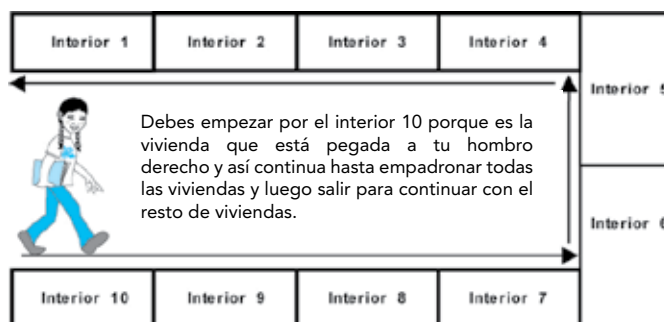 Interior 1 Interior 2 Interior 3 Interior 4
Interior 5
Debes empezar por el interior 10 porque es la
vivienda que está pegada a tu hombro
derecho y así continua hasta empadronar todas
las viviendas y luego salir para continuar con el
resto de viviendas.
Interior 6
Interior 10 Interior 9 Interior 8 Interior 7